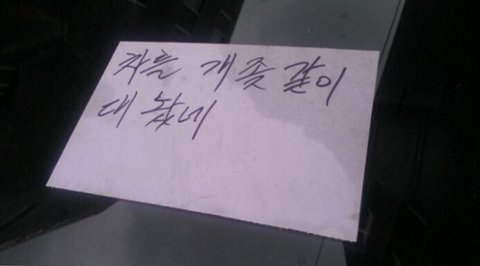 차를 개 좆 같이
대 놨네